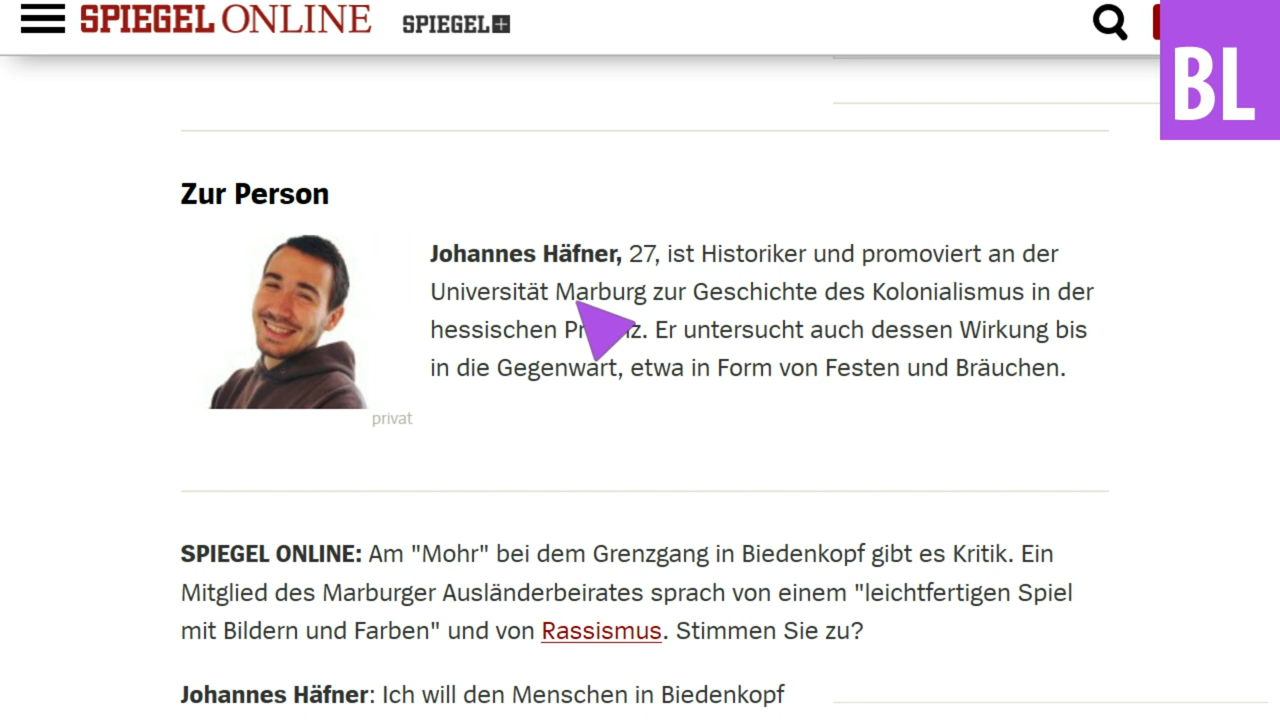 SPIEGEL ONLINE SPIEGEL+
BL
Zur Person
Johannes Häfner, 27, ist Historiker und promoviert an der
Universität Marburg zur Geschichte des Kolonialismus in der
hessischen . Er untersucht auch dessen Wirkung bis
in die Gegenwart, etwa in Form von Festen und Bräuchen.
privat
SPIEGEL ONLINE: Am "Mohr" bei dem Grenzgang in Biedenkopf gibt es Kritik. Ein
Mitglied des Marburger Ausländerbeirates sprach von einem "leichtfertigen Spiel
mit Bildern und Farben" und von Rassismus. Stimmen Sie zu?
Johannes Häfner: Ich will den Menschen in Biedenkopf